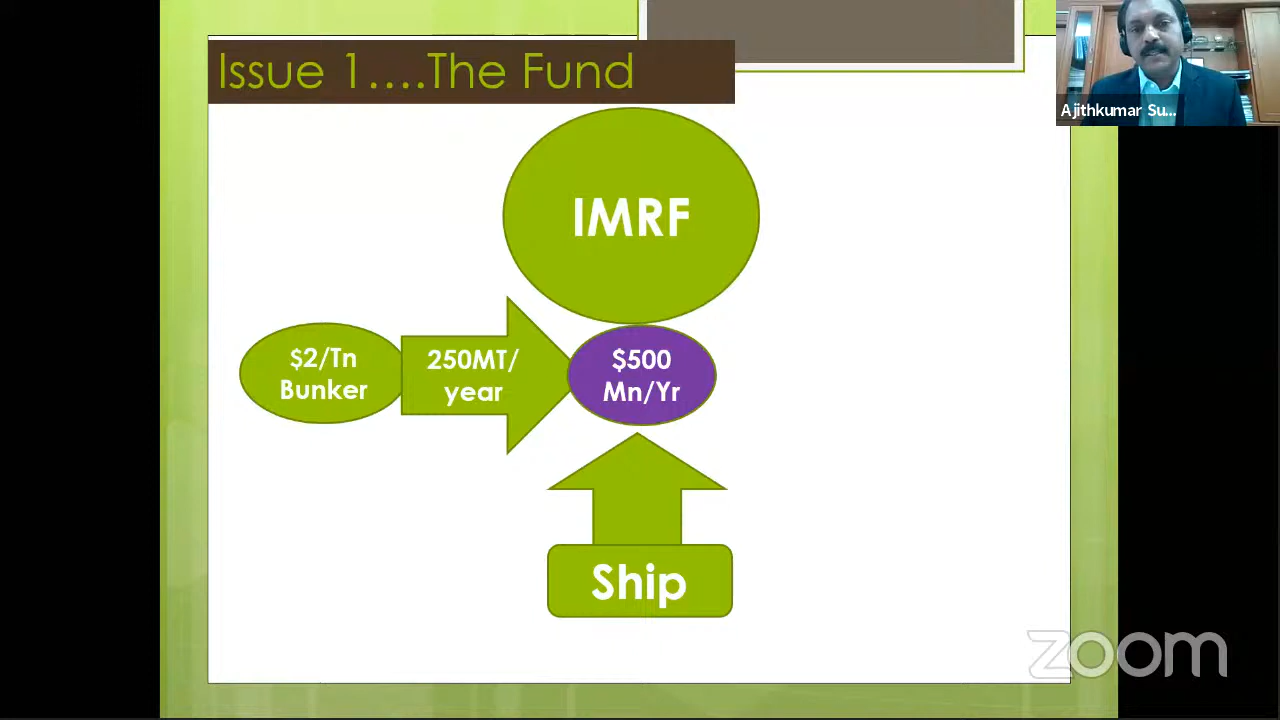 Issue 1....The Fund
Ajithkumar Su...
IMRF
$2/Tn
Bunker
250MT/
year
$500
Mn/Yr
Ship
zoom